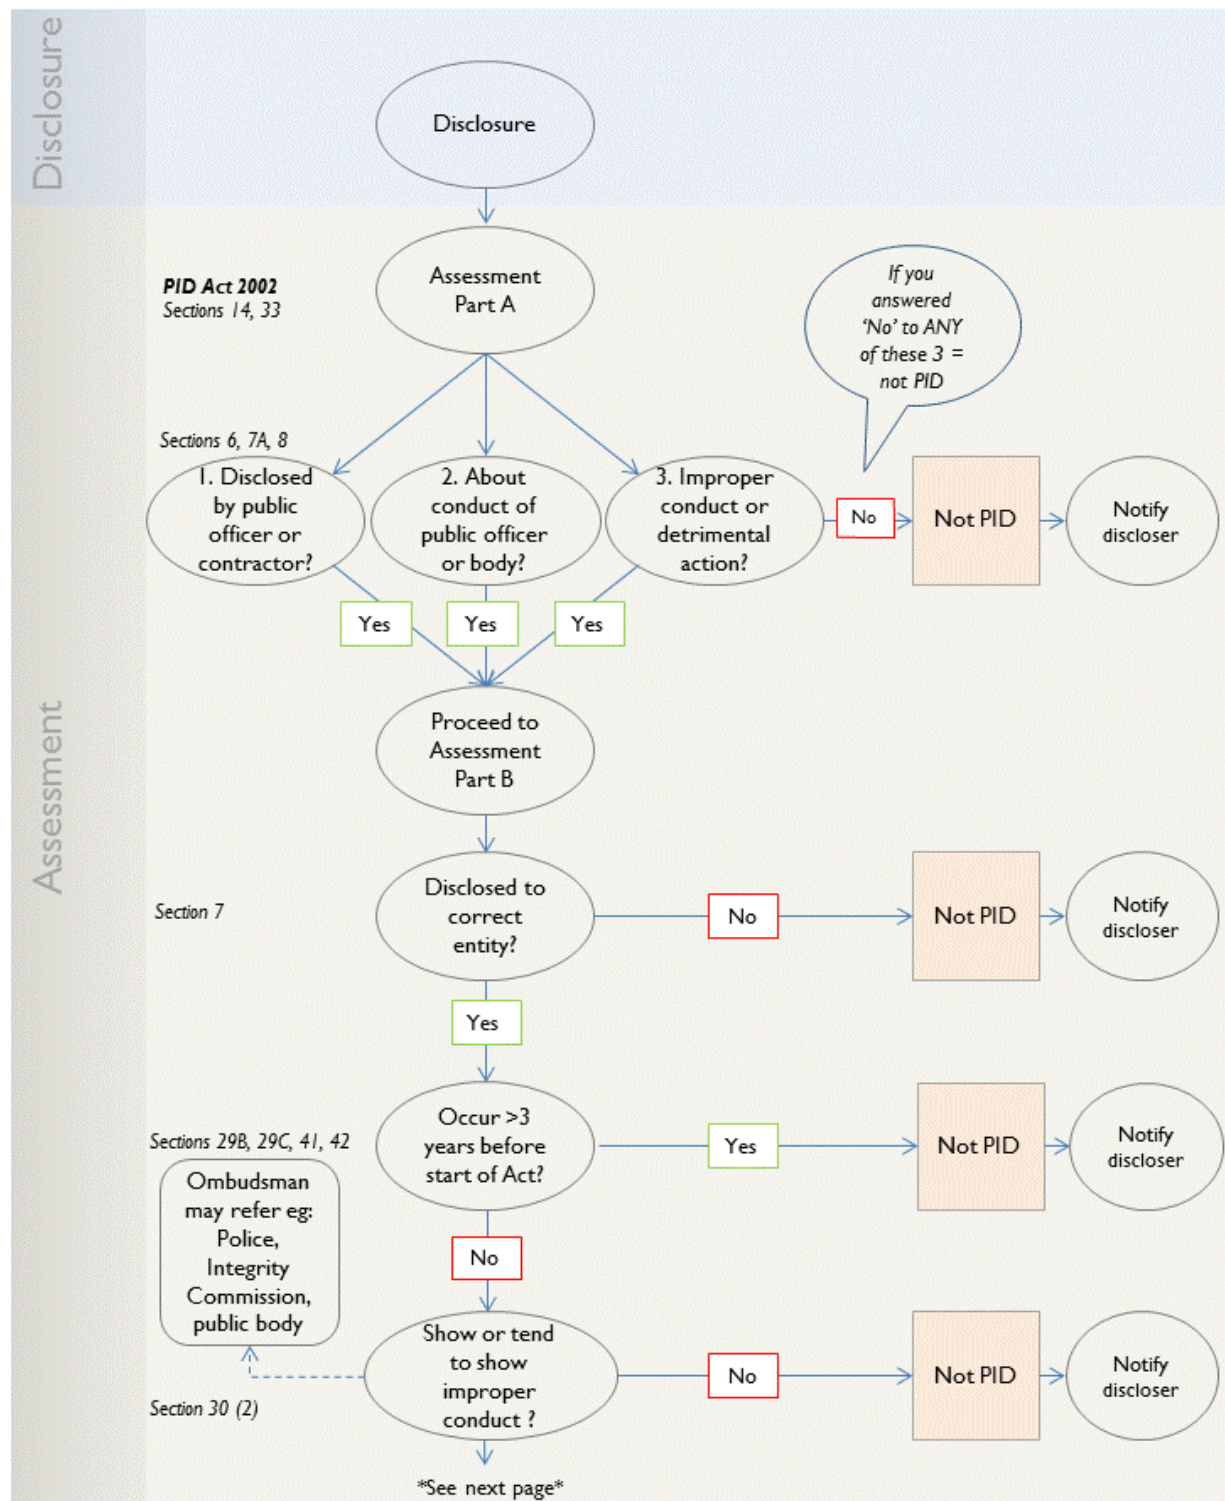 Disclosure
Disclosure
Assessment
Assessment
Part A
PID Act 2002
Sections 14, 33
If you
answered
‘No’ to ANY
of these 3 =
not PID
Sections 6, 7A, 8
1. Disclosed
by public
officer or
contractor?
2. About
conduct of
public officer
or body?
3. Improper
conduct or
detrimental
action?
No
Not PID
Notify
discloser
Yes
Yes
Yes
Proceed to
Assessment
Part B
Section 7
Disclosed to
correct
entity?
No
Not PID
Notify
discloser
Yes
Sections 29B, 29C, 41, 42
Occur >3
years before
start of Act?
Yes
Not PID
Notify
discloser
Ombudsman
may refer eg:
Police,
Integrity
Commission,
public body
No
Section 30 (2)
Show or tend
to show
improper
conduct ?
No
Not PID
Notify
discloser
*See next page*